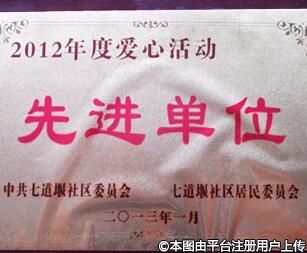 2012年度爱心活动
先进单位
中共七道堰社区委员会 七道堰社区居民委员会
二〇一三年一月
©本图由平台注册用户上传